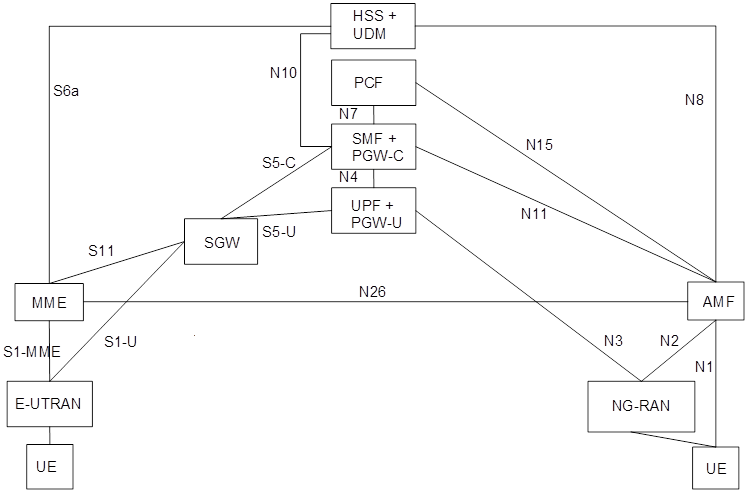 HSS +
UDM
N10
PCF
S6a
N8
N7
SMF +
PGW-C
N15
S5-C
N4
UPF +
PGW-U
N11
S5-U
SGW
S11
MME
N26
AMF
S1-MME
S1-U
N3
N2
N1
E-UTRAN
NG-RAN
UE
UE